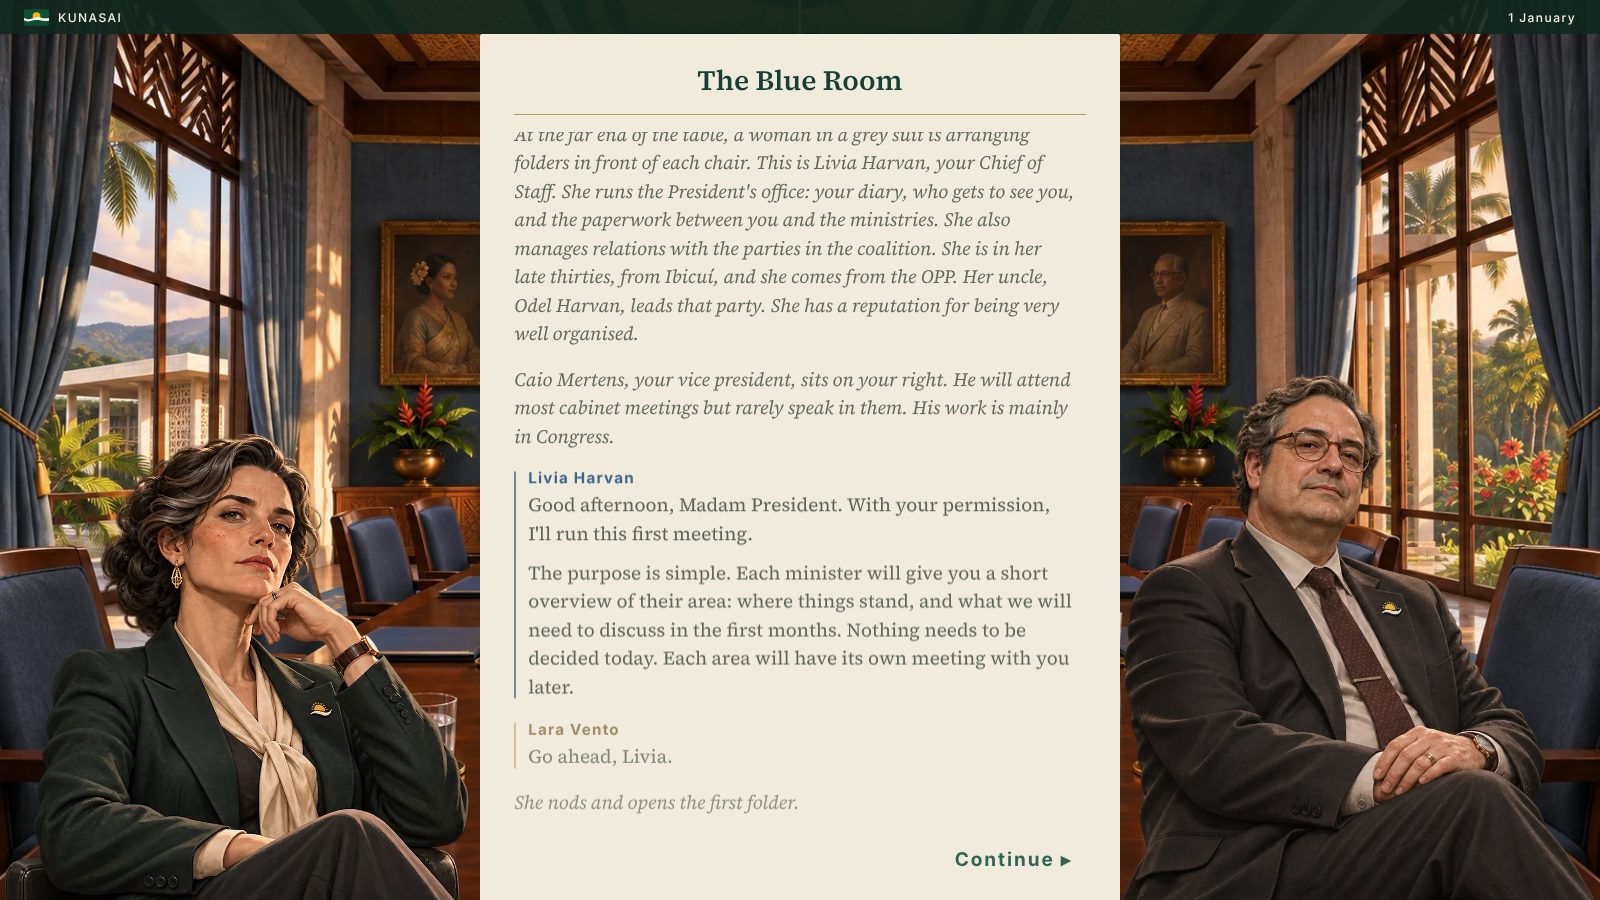 KUNASAI
1 January
The Blue Room
At the far end of the table, a woman in a grey suit is arranging
folders in front of each chair. This is Livia Harvan, your Chief of
Staff. She runs the President's office: your diary, who gets to see you,
and the paperwork between you and the ministries. She also
manages relations with the parties in the coalition. She is in her
late thirties, from Ibicuí, and she comes from the OPP. Her uncle,
Odel Harvan, leads that party. She has a reputation for being very
well organised.
Caio Mertens, your vice president, sits on your right. He will attend
most cabinet meetings but rarely speak in them. His work is mainly
in Congress.
Livia Harvan
Good afternoon, Madam President. With your permission,
I'll run this first meeting.
The purpose is simple. Each minister will give you a short
overview of their area: where things stand, and what we will
need to discuss in the first months. Nothing needs to be
decided today. Each area will have its own meeting with you
later.
Lara Vento
Go ahead, Livia.
She nods and opens the first folder.
Continue ▸